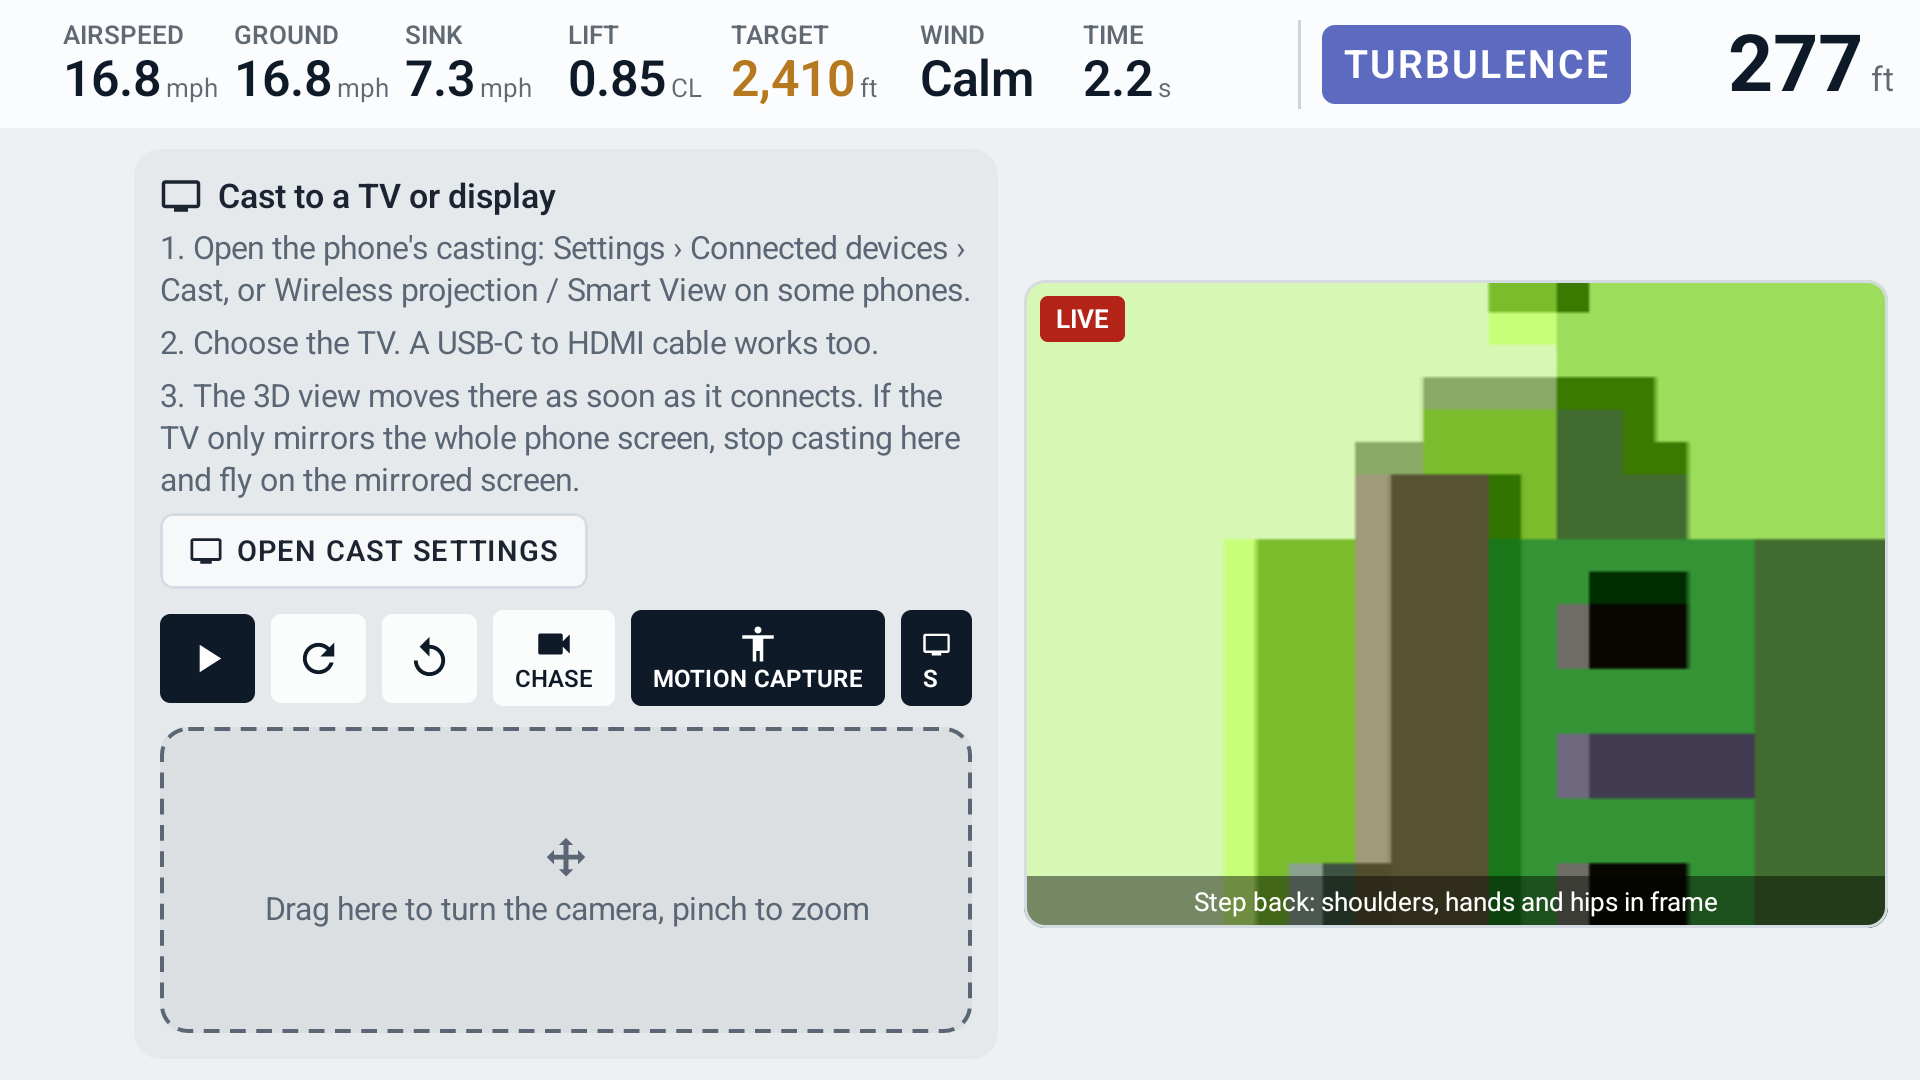 AIRSPEED
16.8 mph
GROUND
16.8 mph
SINK
7.3 mph
LIFT
0.85 CL
TARGET
2,410 ft
WIND
Calm
TIME
2.2 s
TURBULENCE
277 ft
Cast to a TV or display
1. Open the phone's casting: Settings › Connected devices ›
Cast, or Wireless projection / Smart View on some phones.
2. Choose the TV. A USB-C to HDMI cable works too.
3. The 3D view moves there as soon as it connects. If the
TV only mirrors the whole phone screen, stop casting here
and fly on the mirrored screen.
OPEN CAST SETTINGS
CHASE
MOTION CAPTURE
S
Drag here to turn the camera, pinch to zoom
LIVE
Step back: shoulders, hands and hips in frame